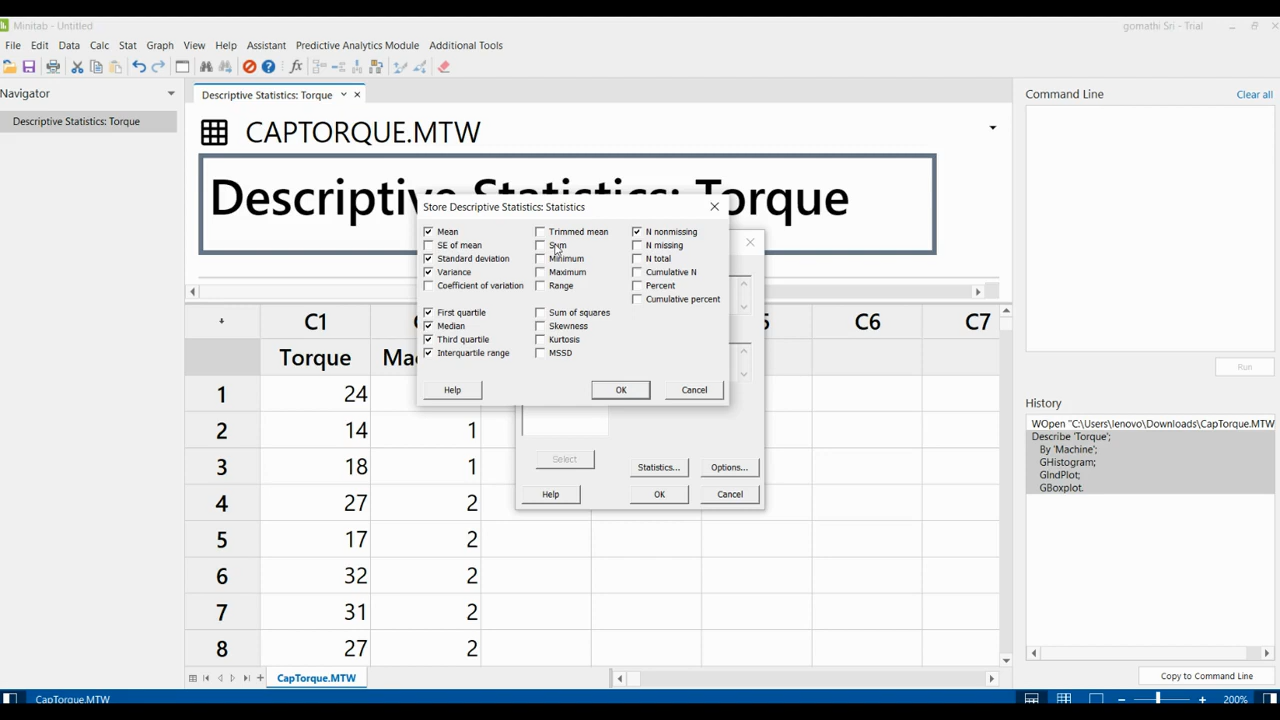 Minitab - Untitled
gomathi Sri - Trial
File Edit Data Calc Stat Graph View Help Assistant Predictive Analytics Module Additional Tools
Navigator
Descriptive Statistics: Torque
Descriptive Statistics: Torque
CAPTORQUE.MTW
Descriptive Statistics: Torque
Store Descriptive Statistics: Statistics
Mean
SE of mean
Standard deviation
Variance
Coefficient of variation
First quartile
Median
Third quartile
Interquartile range
Trimmed mean
Sum
Minimum
Maximum
Range
Sum of squares
Skewness
Kurtosis
MSSD
N nonmissing
N missing
N total
Cumulative N
Percent
Cumulative percent
Help OK Cancel
Select
Statistics... Options...
Help OK Cancel
C1 C6 C7
Torque
1 24
2 14 1
3 18 1
4 27 2
5 17 2
6 32 2
7 31 2
8 27 2
CapTorque.MTW
Command Line
Clear all
Run
History
WOpen "C:\Users\lenovo\Downloads\CapTorque.MTW
Describe 'Torque';
By 'Machine';
GHistogram;
GIndPlot;
GBoxplot.
Copy to Command Line
CapTorque.MTW
200%